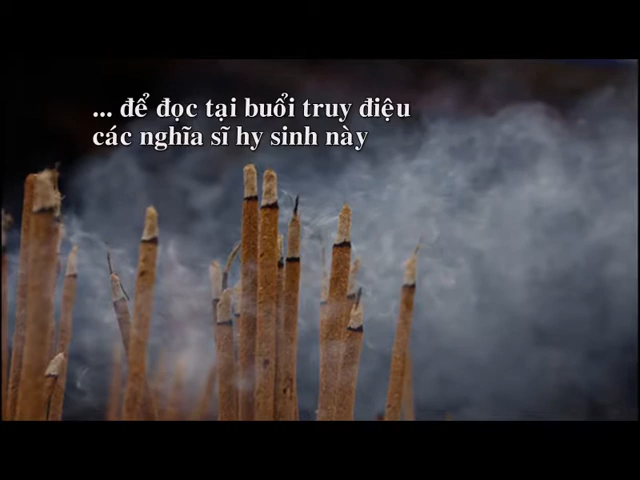 ... để đọc tại buổi truy điệu
các nghĩa sĩ hy sinh này